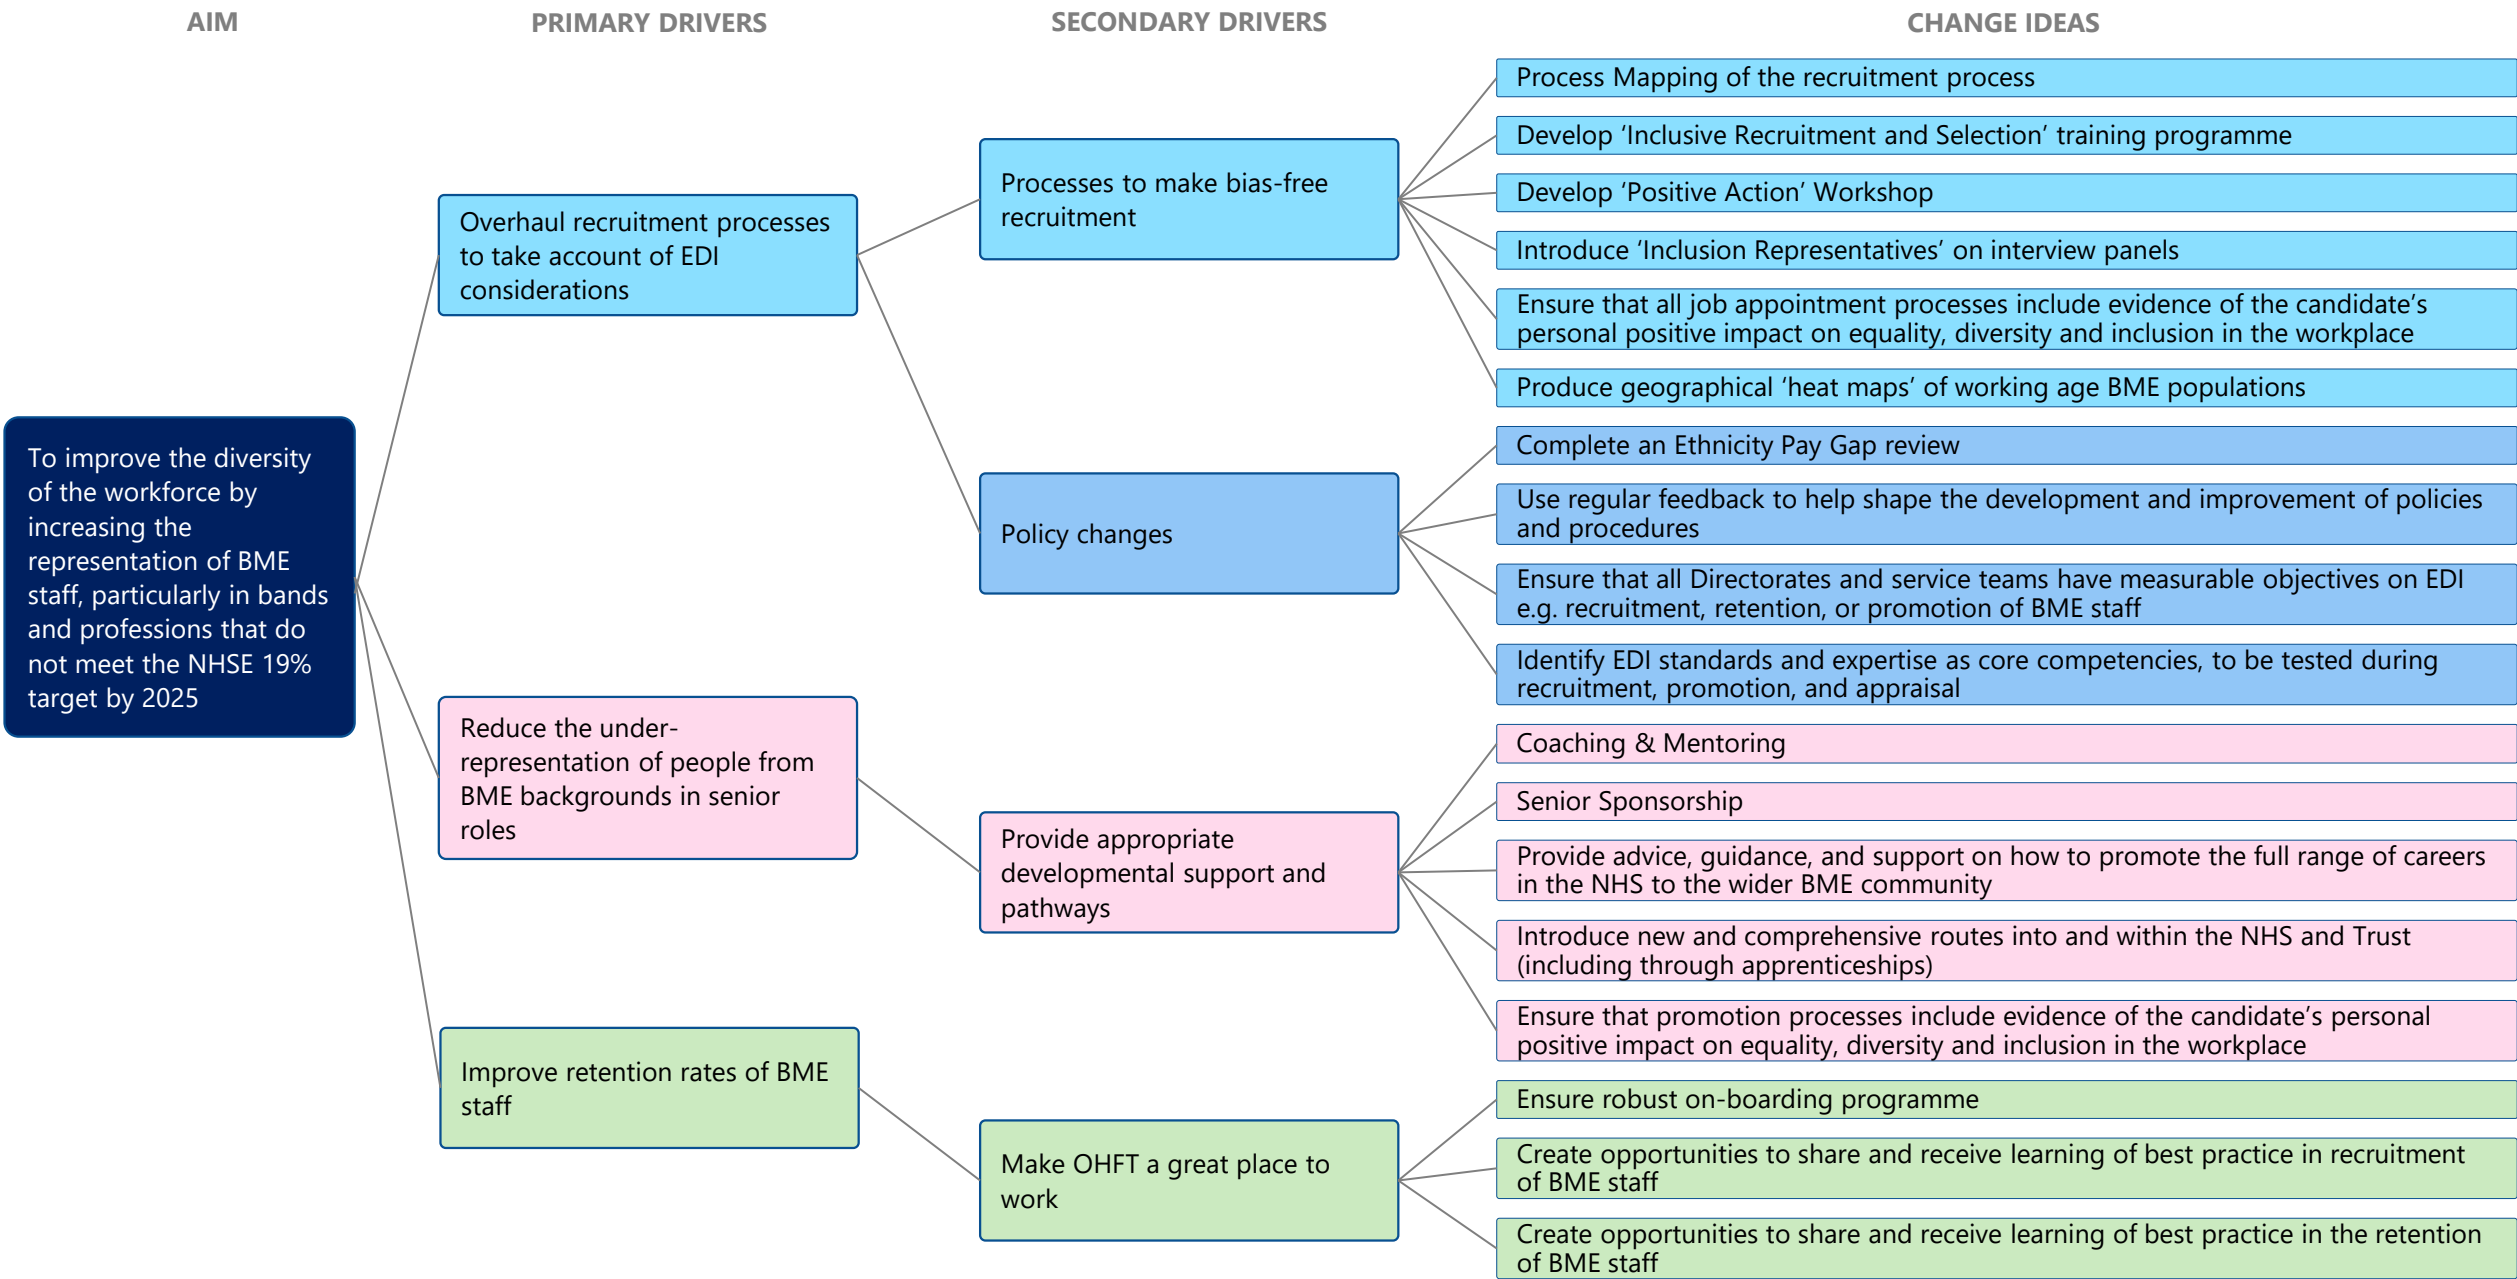 AIM
PRIMARY DRIVERS
SECONDARY DRIVERS
CHANGE IDEAS
To improve the diversity
of the workforce by
increasing the
representation of BME
staff, particularly in bands
and professions that do
not meet the NHSE 19%
target by 2025
Overhaul recruitment processes
to take account of EDI
considerations
Reduce the under-
representation of people from
BME backgrounds in senior
roles
Improve retention rates of BME
staff
Processes to make bias-free
recruitment
Policy changes
Provide appropriate
developmental support and
pathways
Make OHFT a great place to
work
Process Mapping of the recruitment process
Develop ‘Inclusive Recruitment and Selection’ training programme
Develop ‘Positive Action’ Workshop
Introduce ‘Inclusion Representatives’ on interview panels
Ensure that all job appointment processes include evidence of the candidate’s
personal positive impact on equality, diversity and inclusion in the workplace
Produce geographical ‘heat maps’ of working age BME populations
Complete an Ethnicity Pay Gap review
Use regular feedback to help shape the development and improvement of policies
and procedures
Ensure that all Directorates and service teams have measurable objectives on EDI
e.g. recruitment, retention, or promotion of BME staff
Identify EDI standards and expertise as core competencies, to be tested during
recruitment, promotion, and appraisal
Coaching & Mentoring
Senior Sponsorship
Provide advice, guidance, and support on how to promote the full range of careers
in the NHS to the wider BME community
Introduce new and comprehensive routes into and within the NHS and Trust
(including through apprenticeships)
Ensure that promotion processes include evidence of the candidate’s personal
positive impact on equality, diversity and inclusion in the workplace
Ensure robust on-boarding programme
Create opportunities to share and receive learning of best practice in recruitment
of BME staff
Create opportunities to share and receive learning of best practice in the retention
of BME staff